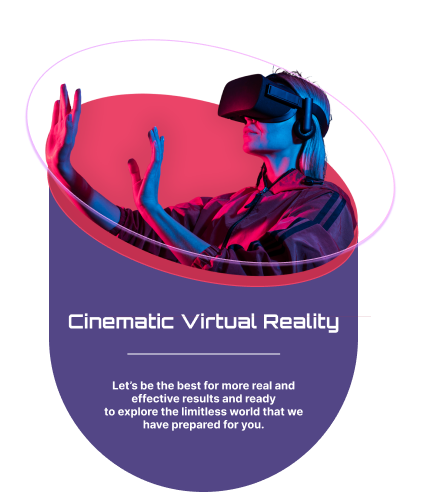 Cinematic Virtual Reality
Let's be the best for more real and
effective results and ready
to explore the limitless world that we
have prepared for you.